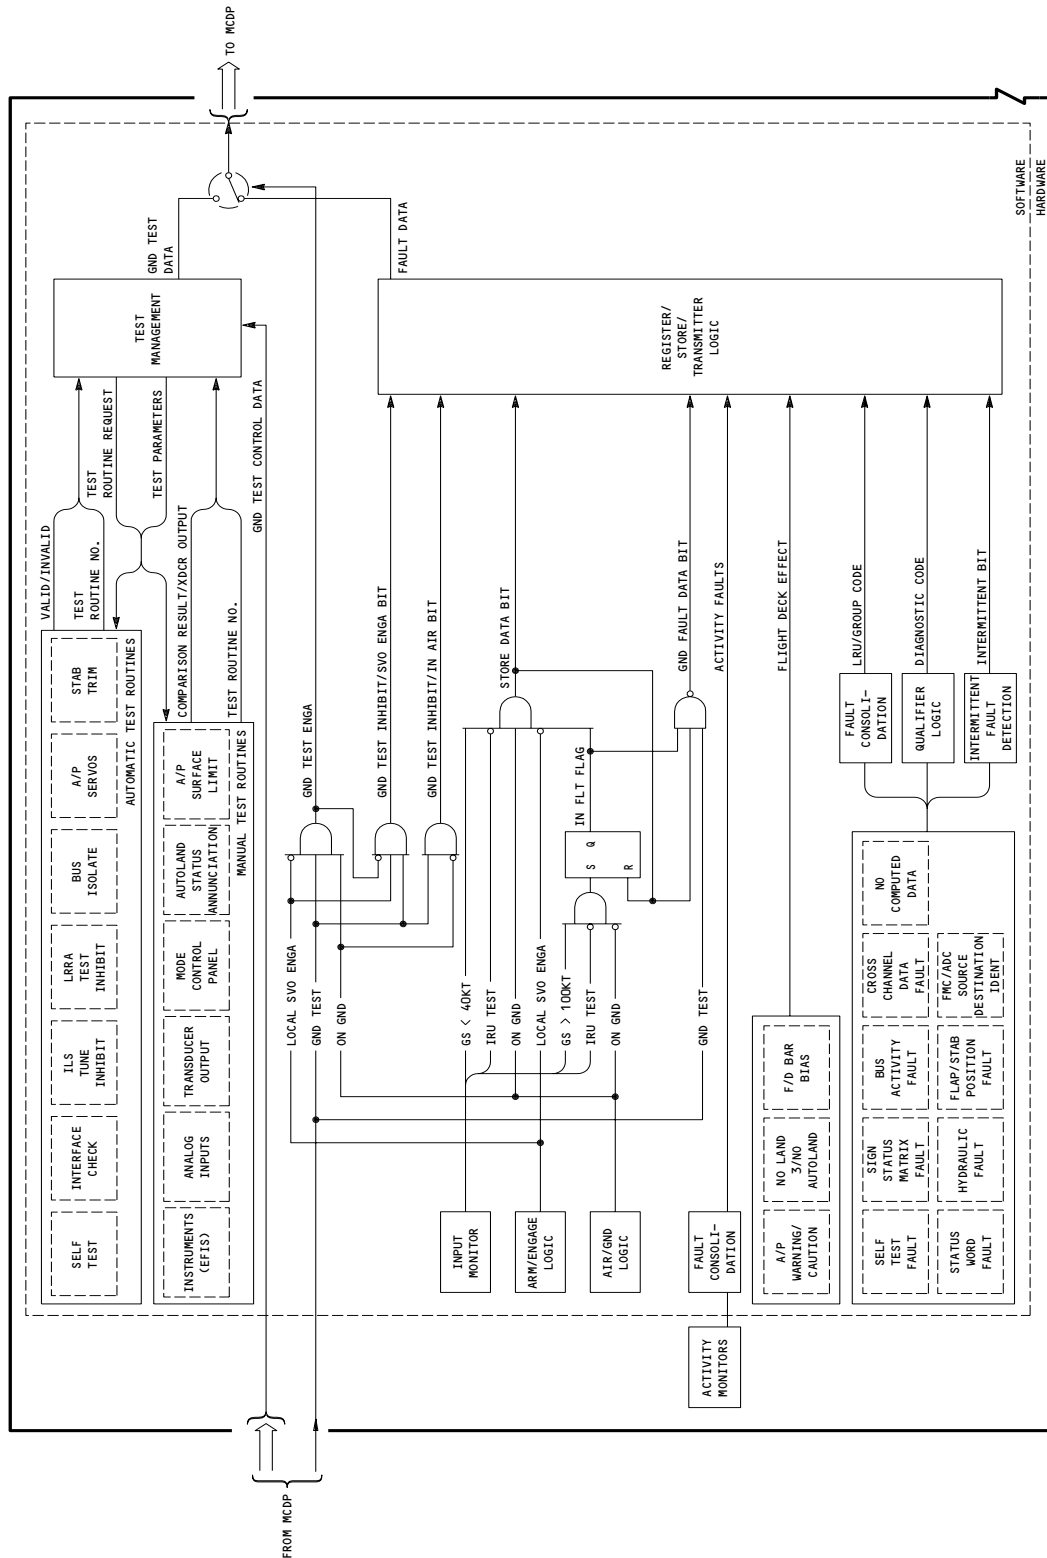 FROM MCDP
TO MCDP
SELF
TEST
INTERFACE
CHECK
ILS
TUNE
INHIBIT
LRRA
TEST
INHIBIT
BUS
ISOLATE
A/P
SERVOS
STAB
TRIM
AUTOMATIC TEST ROUTINES
VALID/INVALID
TEST
ROUTINE NO.
TEST
ROUTINE REQUEST
TEST PARAMETERS
TEST
MANAGEMENT
GND TEST
DATA
INSTRUMENTS
(EFIS)
ANALOG
INPUTS
TRANSDUCER
OUTPUT
MODE
CONTROL
PANEL
AUTOLAND
STATUS
ANNUNCIATION
A/P
SURFACE
LIMIT
MANUAL TEST ROUTINES
COMPARISON RESULT/XDCR OUTPUT
TEST ROUTINE NO.
GND TEST CONTROL DATA
LOCAL SVO ENGA
GND TEST
ON GND
GND TEST ENGA
GND TEST INHIBIT/SVO ENGA BIT
GND TEST INHIBIT/IN AIR BIT
FAULT DATA
INPUT
MONITOR
ARM/ENGAGE
LOGIC
AIR/GND
LOGIC
GS < 40KT
IRU TEST
ON GND
LOCAL SVO ENGA
GS > 100KT
IRU TEST
ON GND
S Q
R
IN FLT FLAG
STORE DATA BIT
GND TEST
GND FAULT DATA BIT
ACTIVITY
MONITORS
FAULT
CONSOLI-
DATION
ACTIVITY FAULTS
REGISTER/
STORE/
TRANSMITTER
LOGIC
A/P
WARNING/
CAUTION
NO LAND
3/NO
AUTOLAND
F/D BAR
BIAS
FLIGHT DECK EFFECT
SELF
TEST
FAULT
SIGN
STATUS
MATRIX
FAULT
BUS
ACTIVITY
FAULT
CROSS
CHANNEL
DATA
FAULT
NO
COMPUTED
DATA
STATUS
WORD
FAULT
HYDRAULIC
FAULT
FLAP/STAB
POSITION
FAULT
FMC/ADC
SOURCE
DESTINATION
IDENT
FAULT
CONSOLI-
DATION
LRU/GROUP CODE
QUALIFIER
LOGIC
DIAGNOSTIC CODE
INTERMITTENT
FAULT
DETECTION
INTERMITTENT BIT
SOFTWARE
HARDWARE